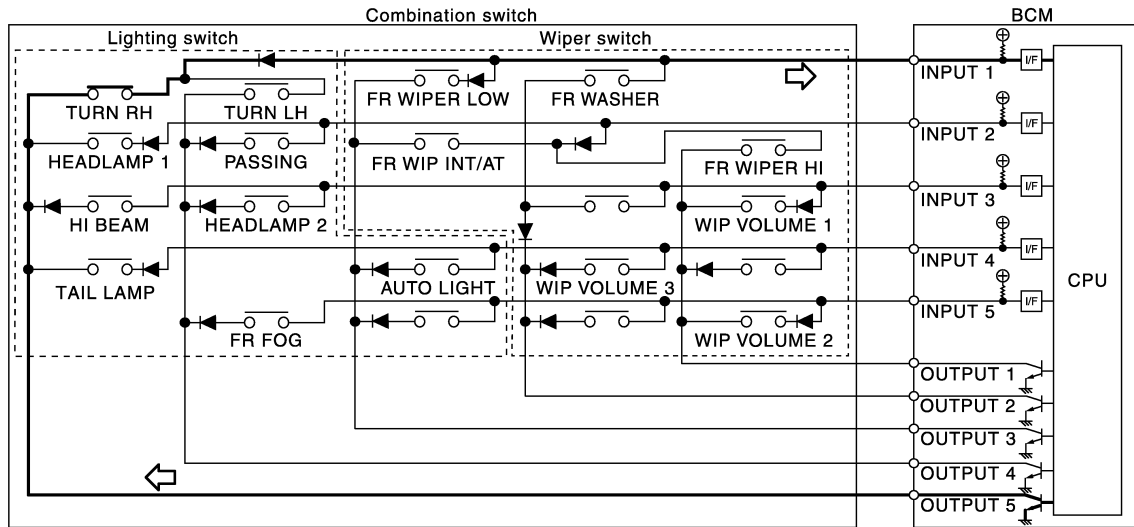 Combination switch
BCM
Lighting switch
Wiper switch
INPUT 1
I/F
TURN RH
TURN LH
FR WIPER LOW
FR WASHER
INPUT 2
I/F
HEADLAMP 1
PASSING
FR WIP INT/AT
FR WIPER HI
INPUT 3
I/F
HI BEAM
HEADLAMP 2
WIP VOLUME 1
INPUT 4
I/F
CPU
TAIL LAMP
AUTO LIGHT
WIP VOLUME 3
INPUT 5
I/F
FR FOG
WIP VOLUME 2
OUTPUT 1
OUTPUT 2
OUTPUT 3
OUTPUT 4
OUTPUT 5